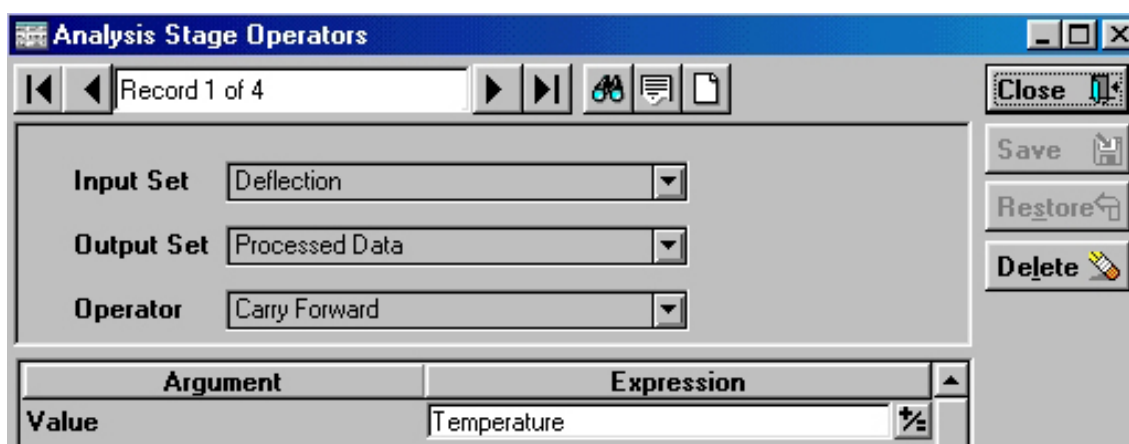 Analysis Stage Operators
Record 1 of 4
Close
Save
Restore
Delete
Input Set Deflection
Output Set Processed Data
Operator Carry Forward
Argument Expression
Value Temperature